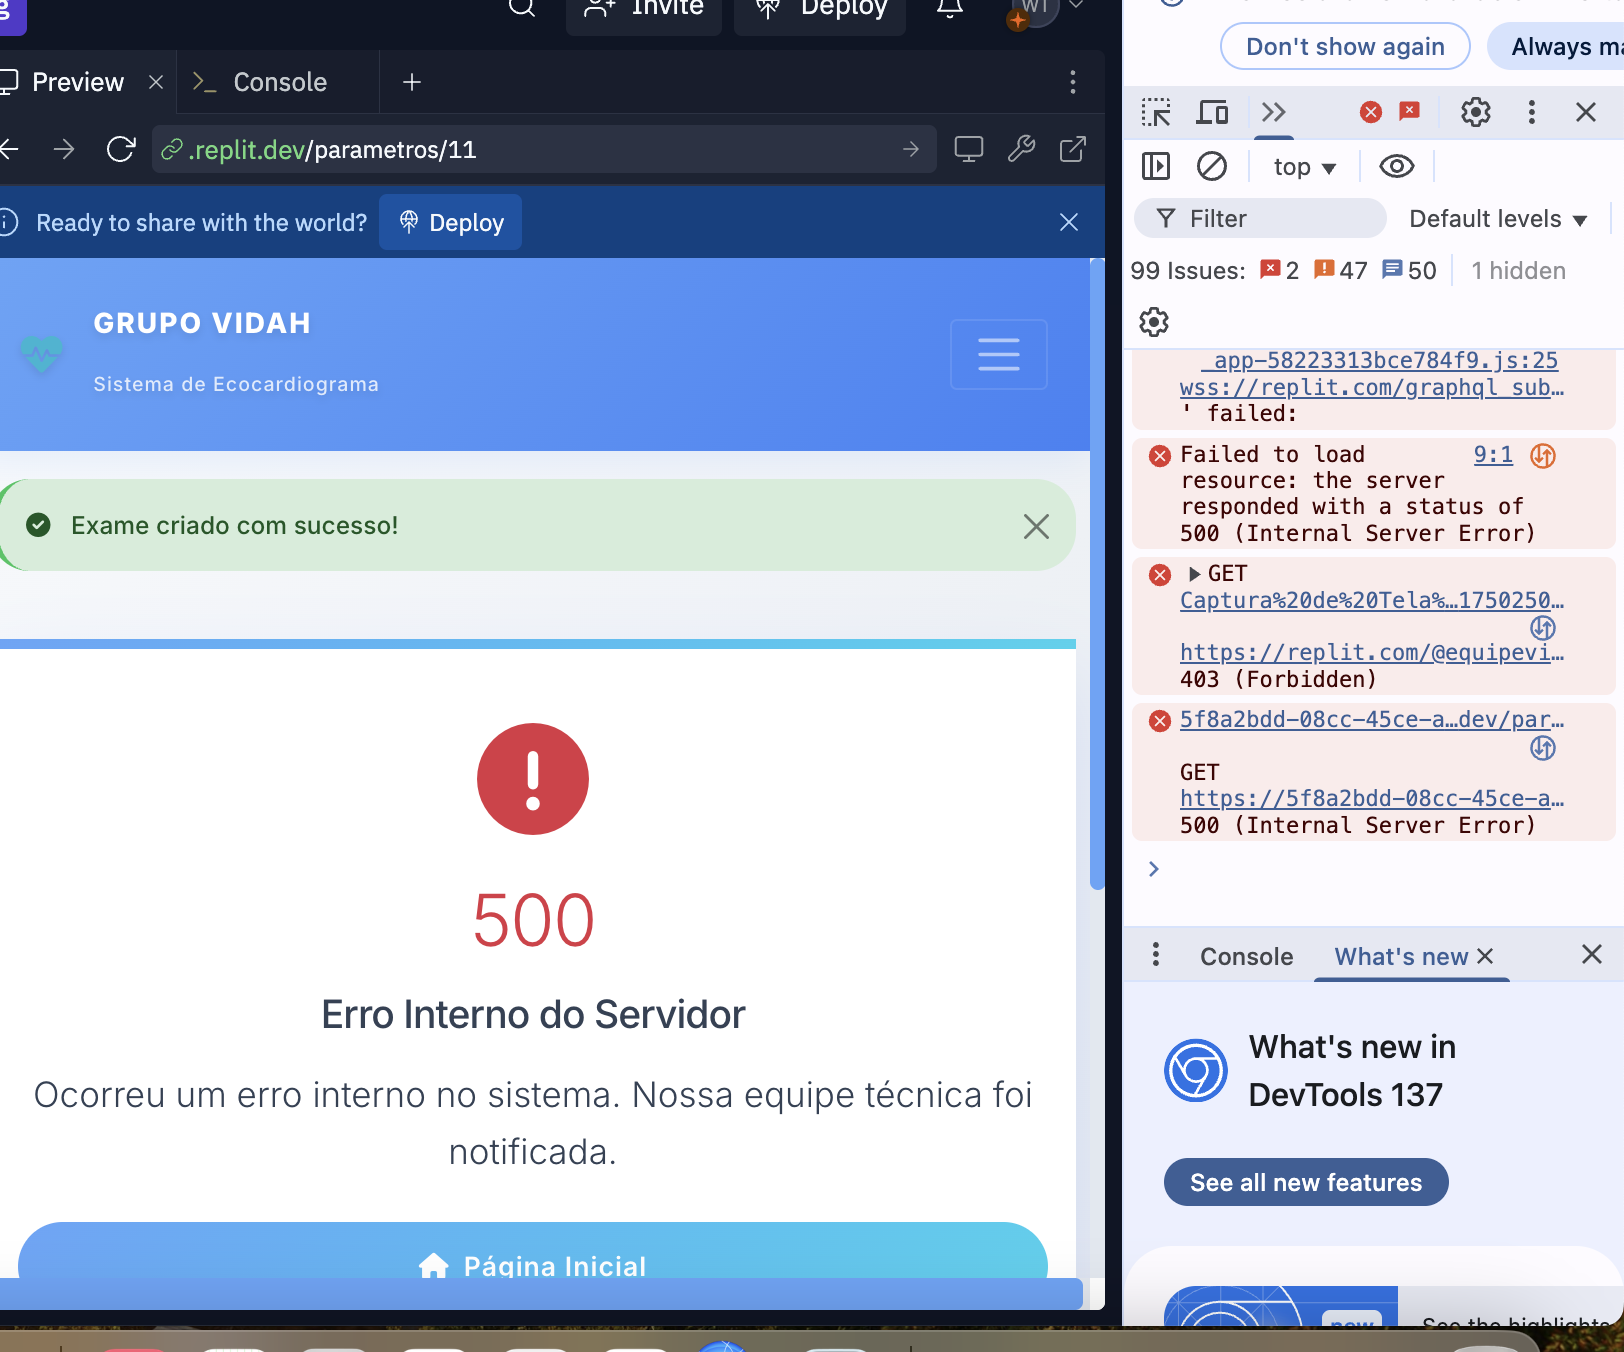 Invite
Deploy
WT
Preview
Console
.replit.dev/parametros/11
Ready to share with the world?
Deploy
GRUPO VIDAH
Sistema de Ecocardiograma
Exame criado com sucesso!
500
Erro Interno do Servidor
Ocorreu um erro interno no sistema. Nossa equipe técnica foi
notificada.
Página Inicial
Don't show again
Always ma
top
Filter
Default levels
99 Issues: 2 47 50 1 hidden
_app-58223313bce784f9.js:25
wss://replit.com/graphql_sub…
' failed:
Failed to load 9:1
resource: the server
responded with a status of
500 (Internal Server Error)
GET
Captura%20de%20Tela%…1750250…
https://replit.com/@equipevi…
403 (Forbidden)
5f8a2bdd-08cc-45ce-a…dev/par…
GET
https://5f8a2bdd-08cc-45ce-a…
500 (Internal Server Error)
Console
What's new
What's new in
DevTools 137
See all new features
new
See the highlights